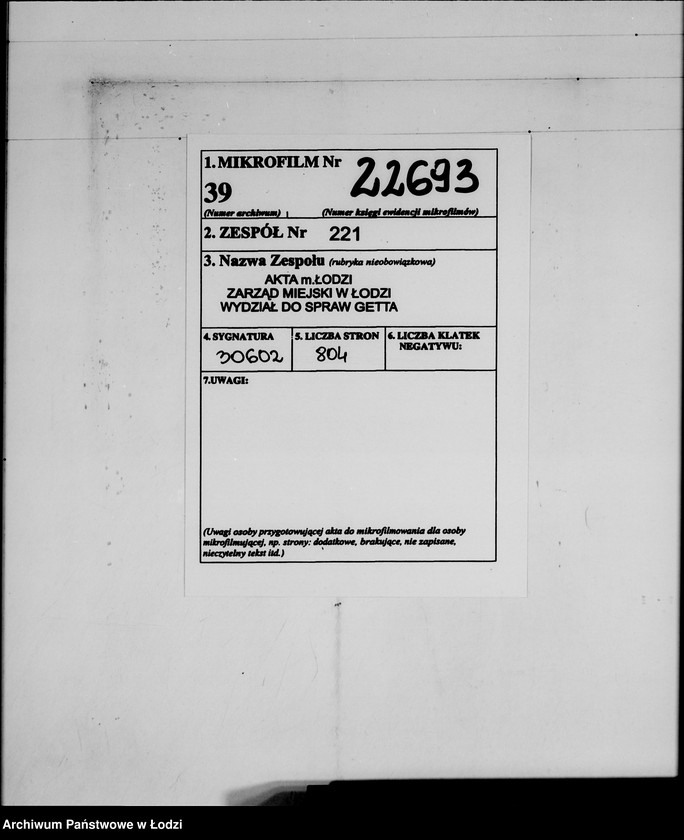 1. MIKROFILM Nr 22693
39
(Numer archiwum) (Numer księgi ewidencji mikrofilmów)
2. ZESPÓŁ Nr 221
3. Nazwa Zespołu (rubryka nieobowiązkowa)
AKTA m.ŁODZI
ZARZĄD MIEJSKI W ŁODZI
WYDZIAŁ DO SPRAW GETTA
4. SYGNATURA
30602
5. LICZBA STRON
804
6. LICZBA KLATEK
NEGATYWU:
7.UWAGI:
(Uwagi osoby przygotowującej akta do mikrofilmowania dla osoby
mikrofilmującej, np. strony: dodatkowe, brakujące, nie zapisane,
nieczytelny tekst itd.)
Archiwum Państwowe w Łodzi